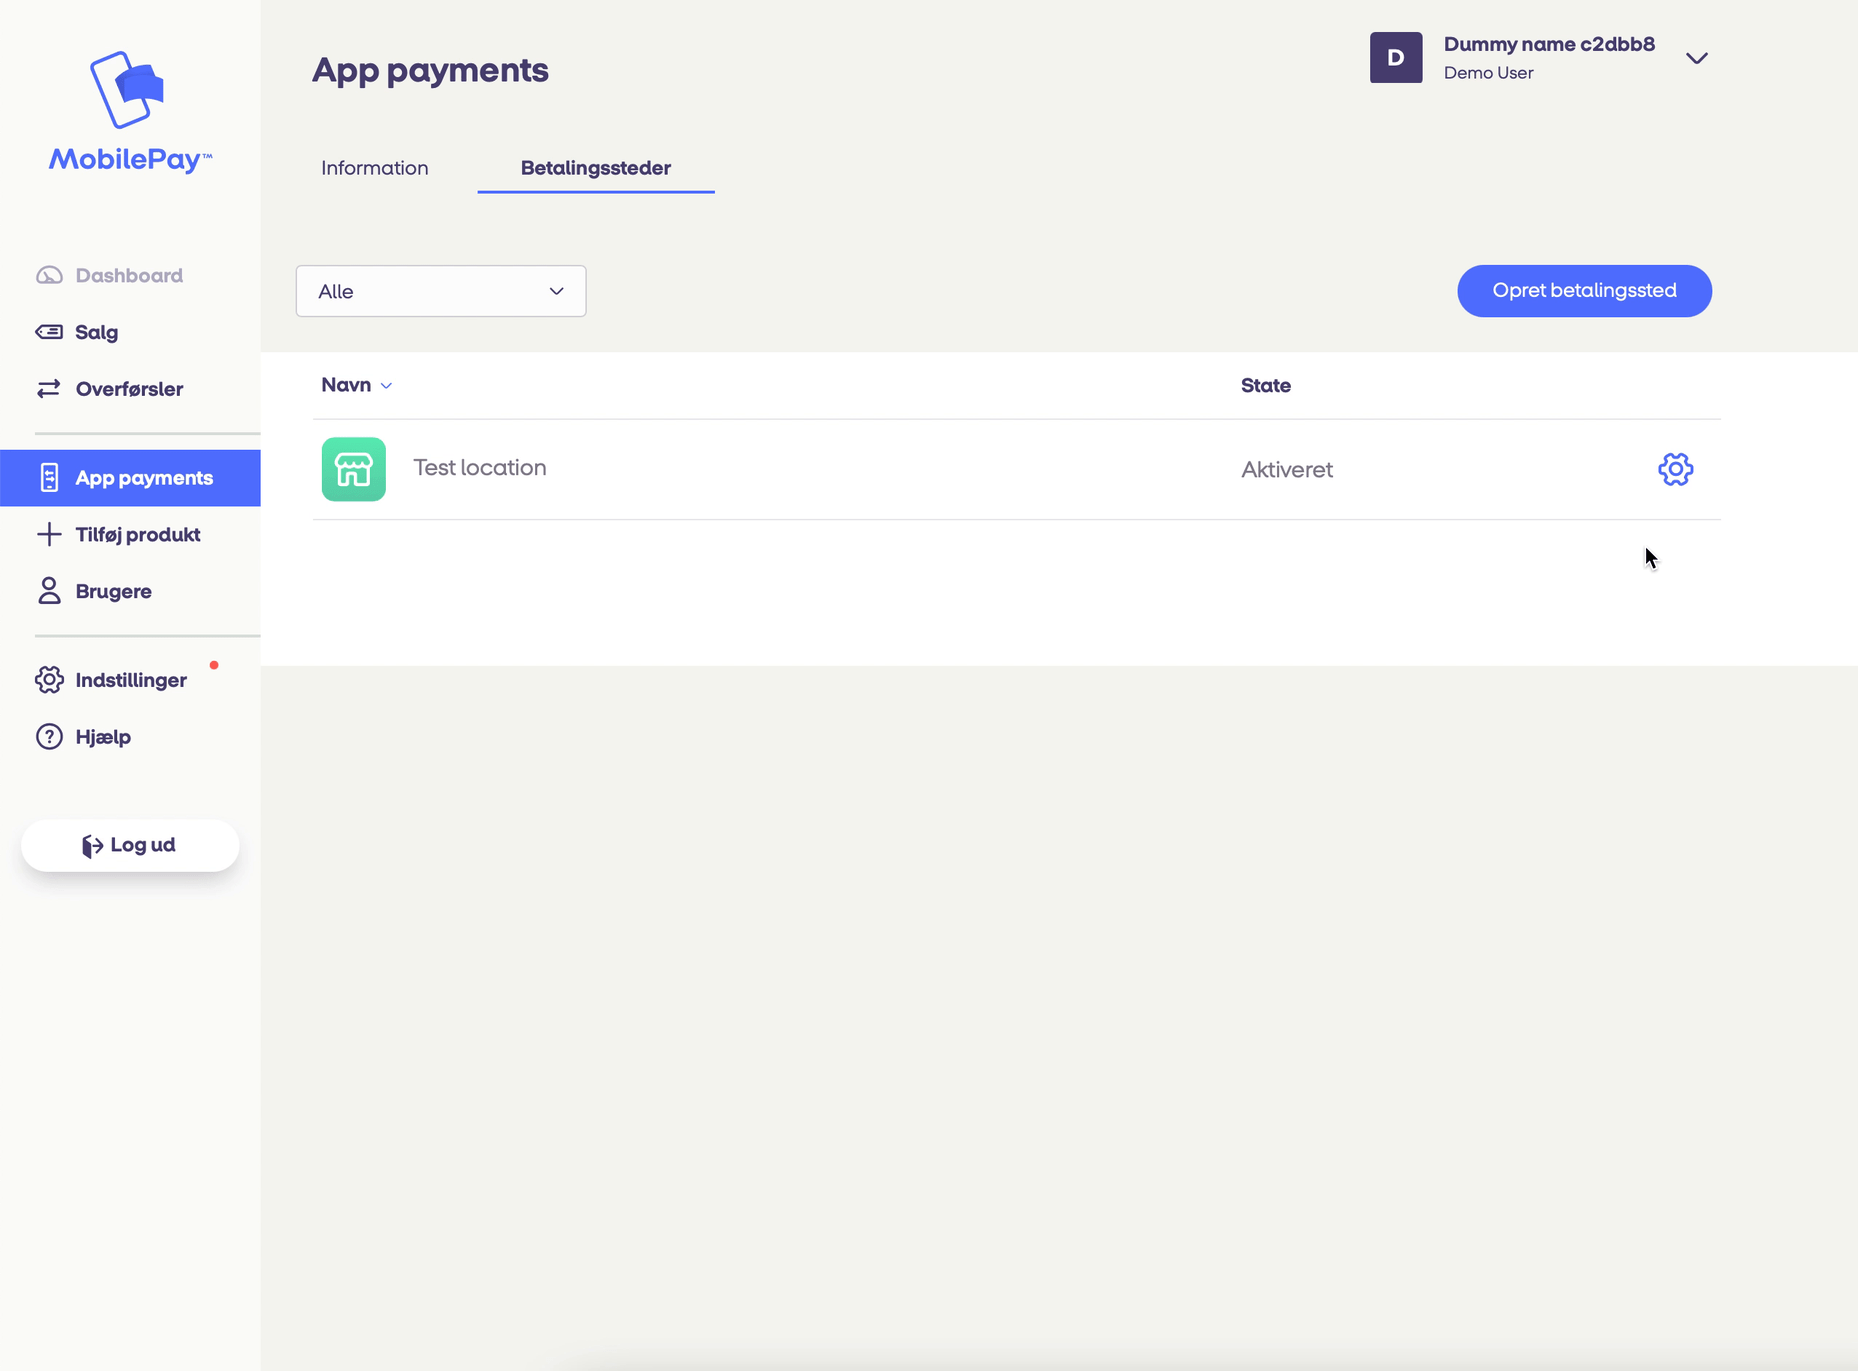 MobilePay™
Dashboard
Salg
Overførsler
App payments
Tilføj produkt
Brugere
Indstillinger
Hjælp
Log ud
App payments
D
Dummy name c2dbb8
Demo User
Information
Betalingssteder
Alle
Opret betalingssted
Navn
State
Test location
Aktiveret